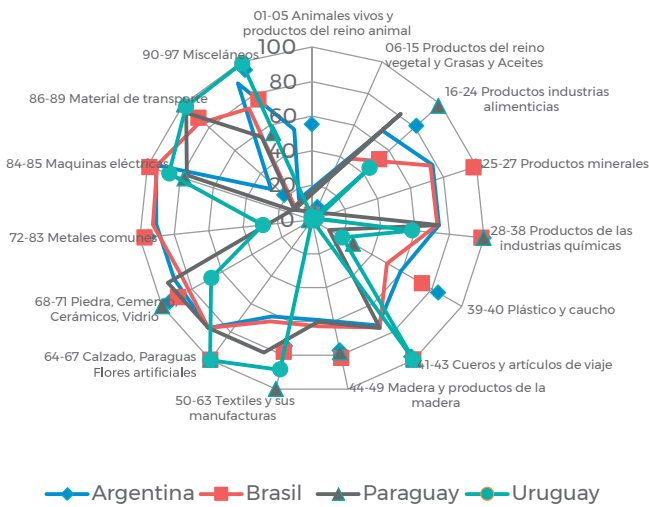 01-05 Animales vivos y
productos del reino animal
100
80
60
40
20
0
06-15 Productos del reino
vegetal y Grasas y Aceites
16-24 Productos industrias
alimenticias
25-27 Productos minerales
28-38 Productos de las
industrias químicas
39-40 Plástico y caucho
41-43 Cueros y artículos de viaje
44-49 Madera y productos de la
madera
50-63 Textiles y sus
manufacturas
64-67 Calzado, Paraguas
Flores artificiales
68-71 Piedra, Cemento,
Cerámicos, Vidrio
72-83 Metales comunes
84-85 Maquinas eléctricas
86-89 Material de transporte
90-97 Misceláneos
Argentina Brasil Paraguay Uruguay